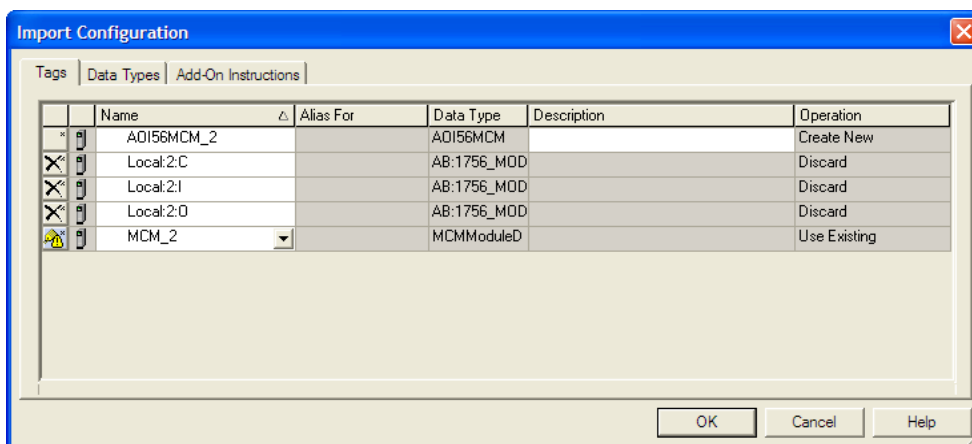 Import Configuration
Tags Data Types Add-On Instructions
Name Alias For Data Type Description Operation
AOI56MCM_2 AOI56MCM Create New
Local:2:C AB:1756_MOD Discard
Local:2:I AB:1756_MOD Discard
Local:2:O AB:1756_MOD Discard
MCM_2 MCMModuleD Use Existing
OK Cancel Help